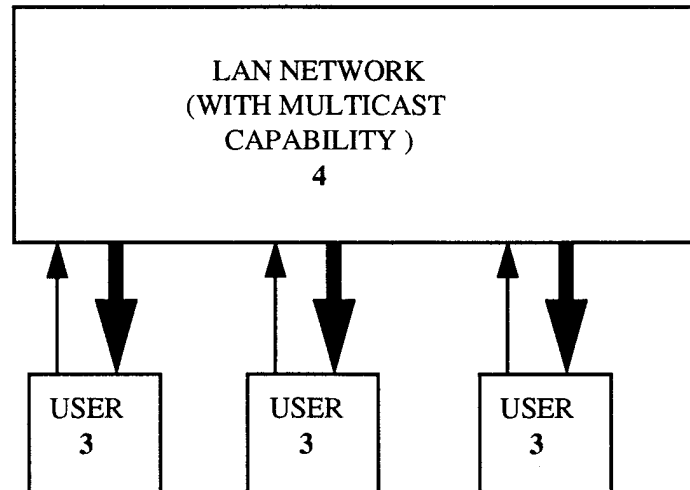 LAN NETWORK
(WITH MULTICAST
CAPABILITY )
4
USER USER USER
3 3 3